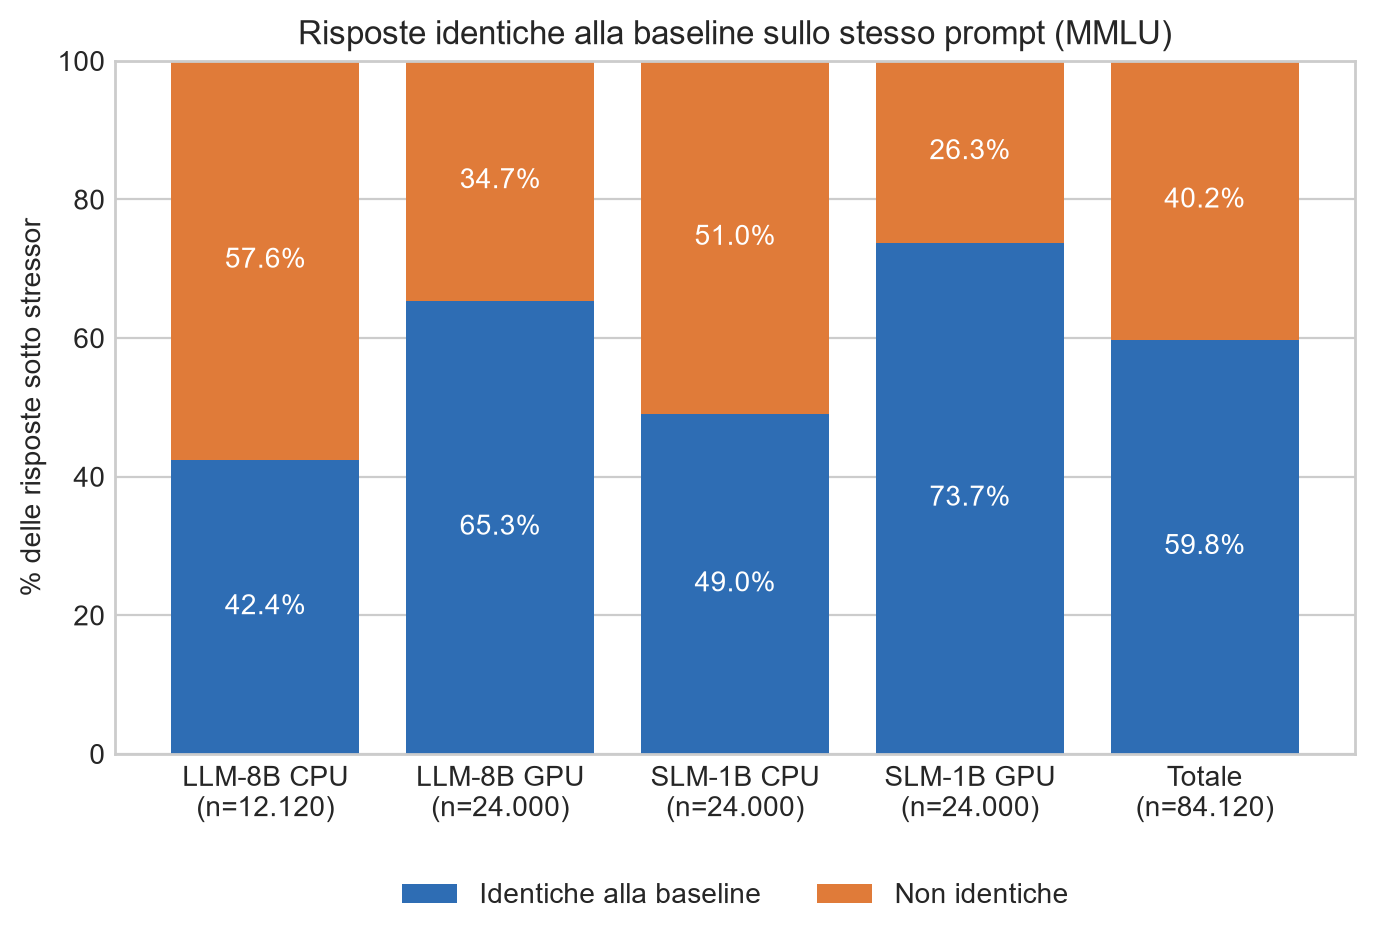 Risposte identiche alla baseline sullo stesso prompt (MMLU)
% delle risposte sotto stressor
100
80
60
40
20
0
57.6%
42.4%
34.7%
65.3%
51.0%
49.0%
26.3%
73.7%
40.2%
59.8%
LLM-8B CPU
(n=12.120)
LLM-8B GPU
(n=24.000)
SLM-1B CPU
(n=24.000)
SLM-1B GPU
(n=24.000)
Totale
(n=84.120)
Identiche alla baseline
Non identiche